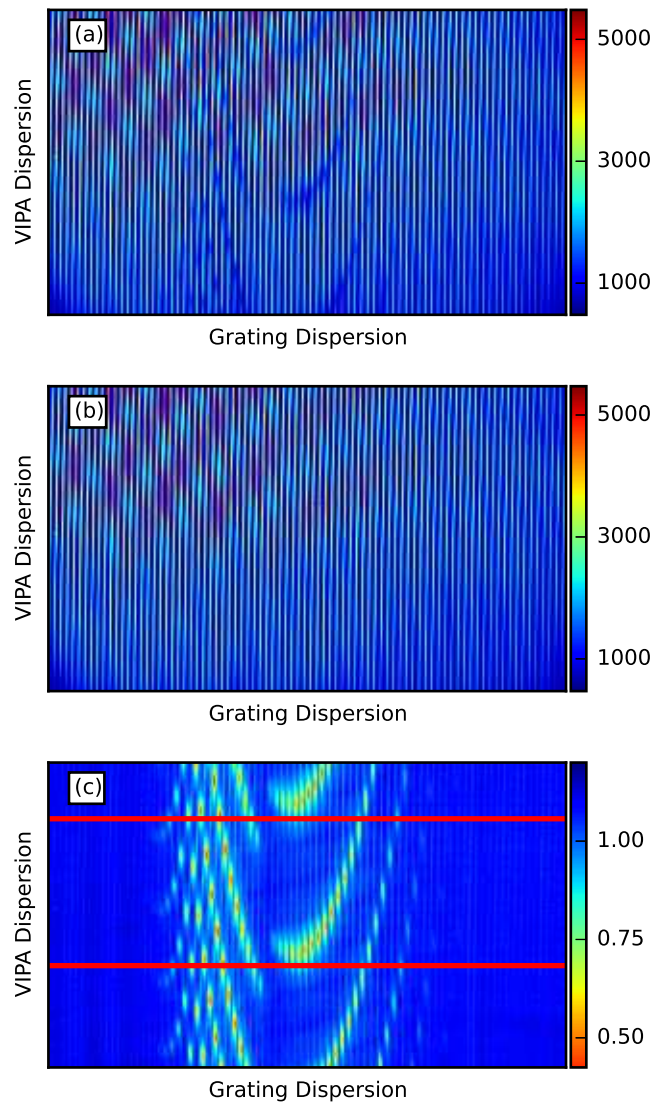 (a)
VIPA Dispersion
5000
3000
1000
Grating Dispersion
(b)
VIPA Dispersion
5000
3000
1000
Grating Dispersion
(c)
VIPA Dispersion
1.00
0.75
0.50
Grating Dispersion